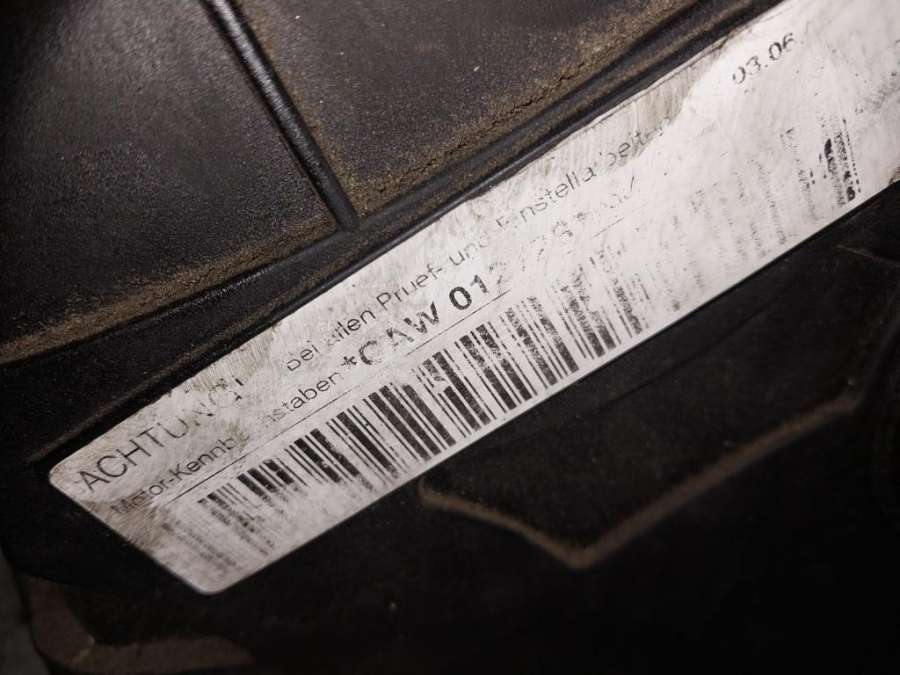 ACHTUNG! Bei allen Pruef- und Einstellarbeiten
03.06.
Motor-Kennbuchstaben *CAW 012